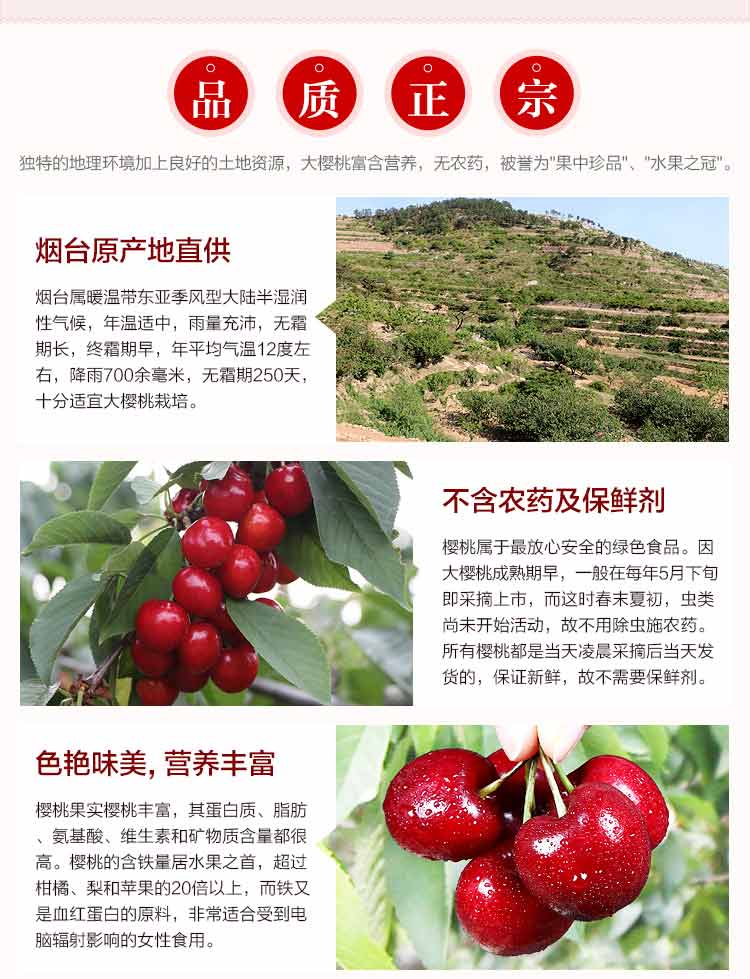 品质正宗
独特的地理环境加上良好的土地资源，大樱桃富含营养，无农药，被誉为"果中珍品"、"水果之冠"。
烟台原产地直供
烟台属暖温带东亚季风型大陆半湿润
性气候，年温适中，雨量充沛，无霜
期长，终霜期早，年平均气温12度左
右，降雨700余毫米，无霜期250天，
十分适宜大樱桃栽培。
不含农药及保鲜剂
樱桃属于最放心安全的绿色食品。因
大樱桃成熟期早，一般在每年5月下旬
即采摘上市，而这时春末夏初，虫类
尚未开始活动，故不用除虫施农药。
所有樱桃都是当天凌晨采摘后当天发
货的，保证新鲜，故不需要保鲜剂。
色艳味美，营养丰富
樱桃果实樱桃丰富，其蛋白质、脂肪
、氨基酸、维生素和矿物质含量都很
高。樱桃的含铁量居水果之首，超过
柑橘、梨和苹果的20倍以上，而铁又
是血红蛋白的原料，非常适合受到电
脑辐射影响的女性食用。